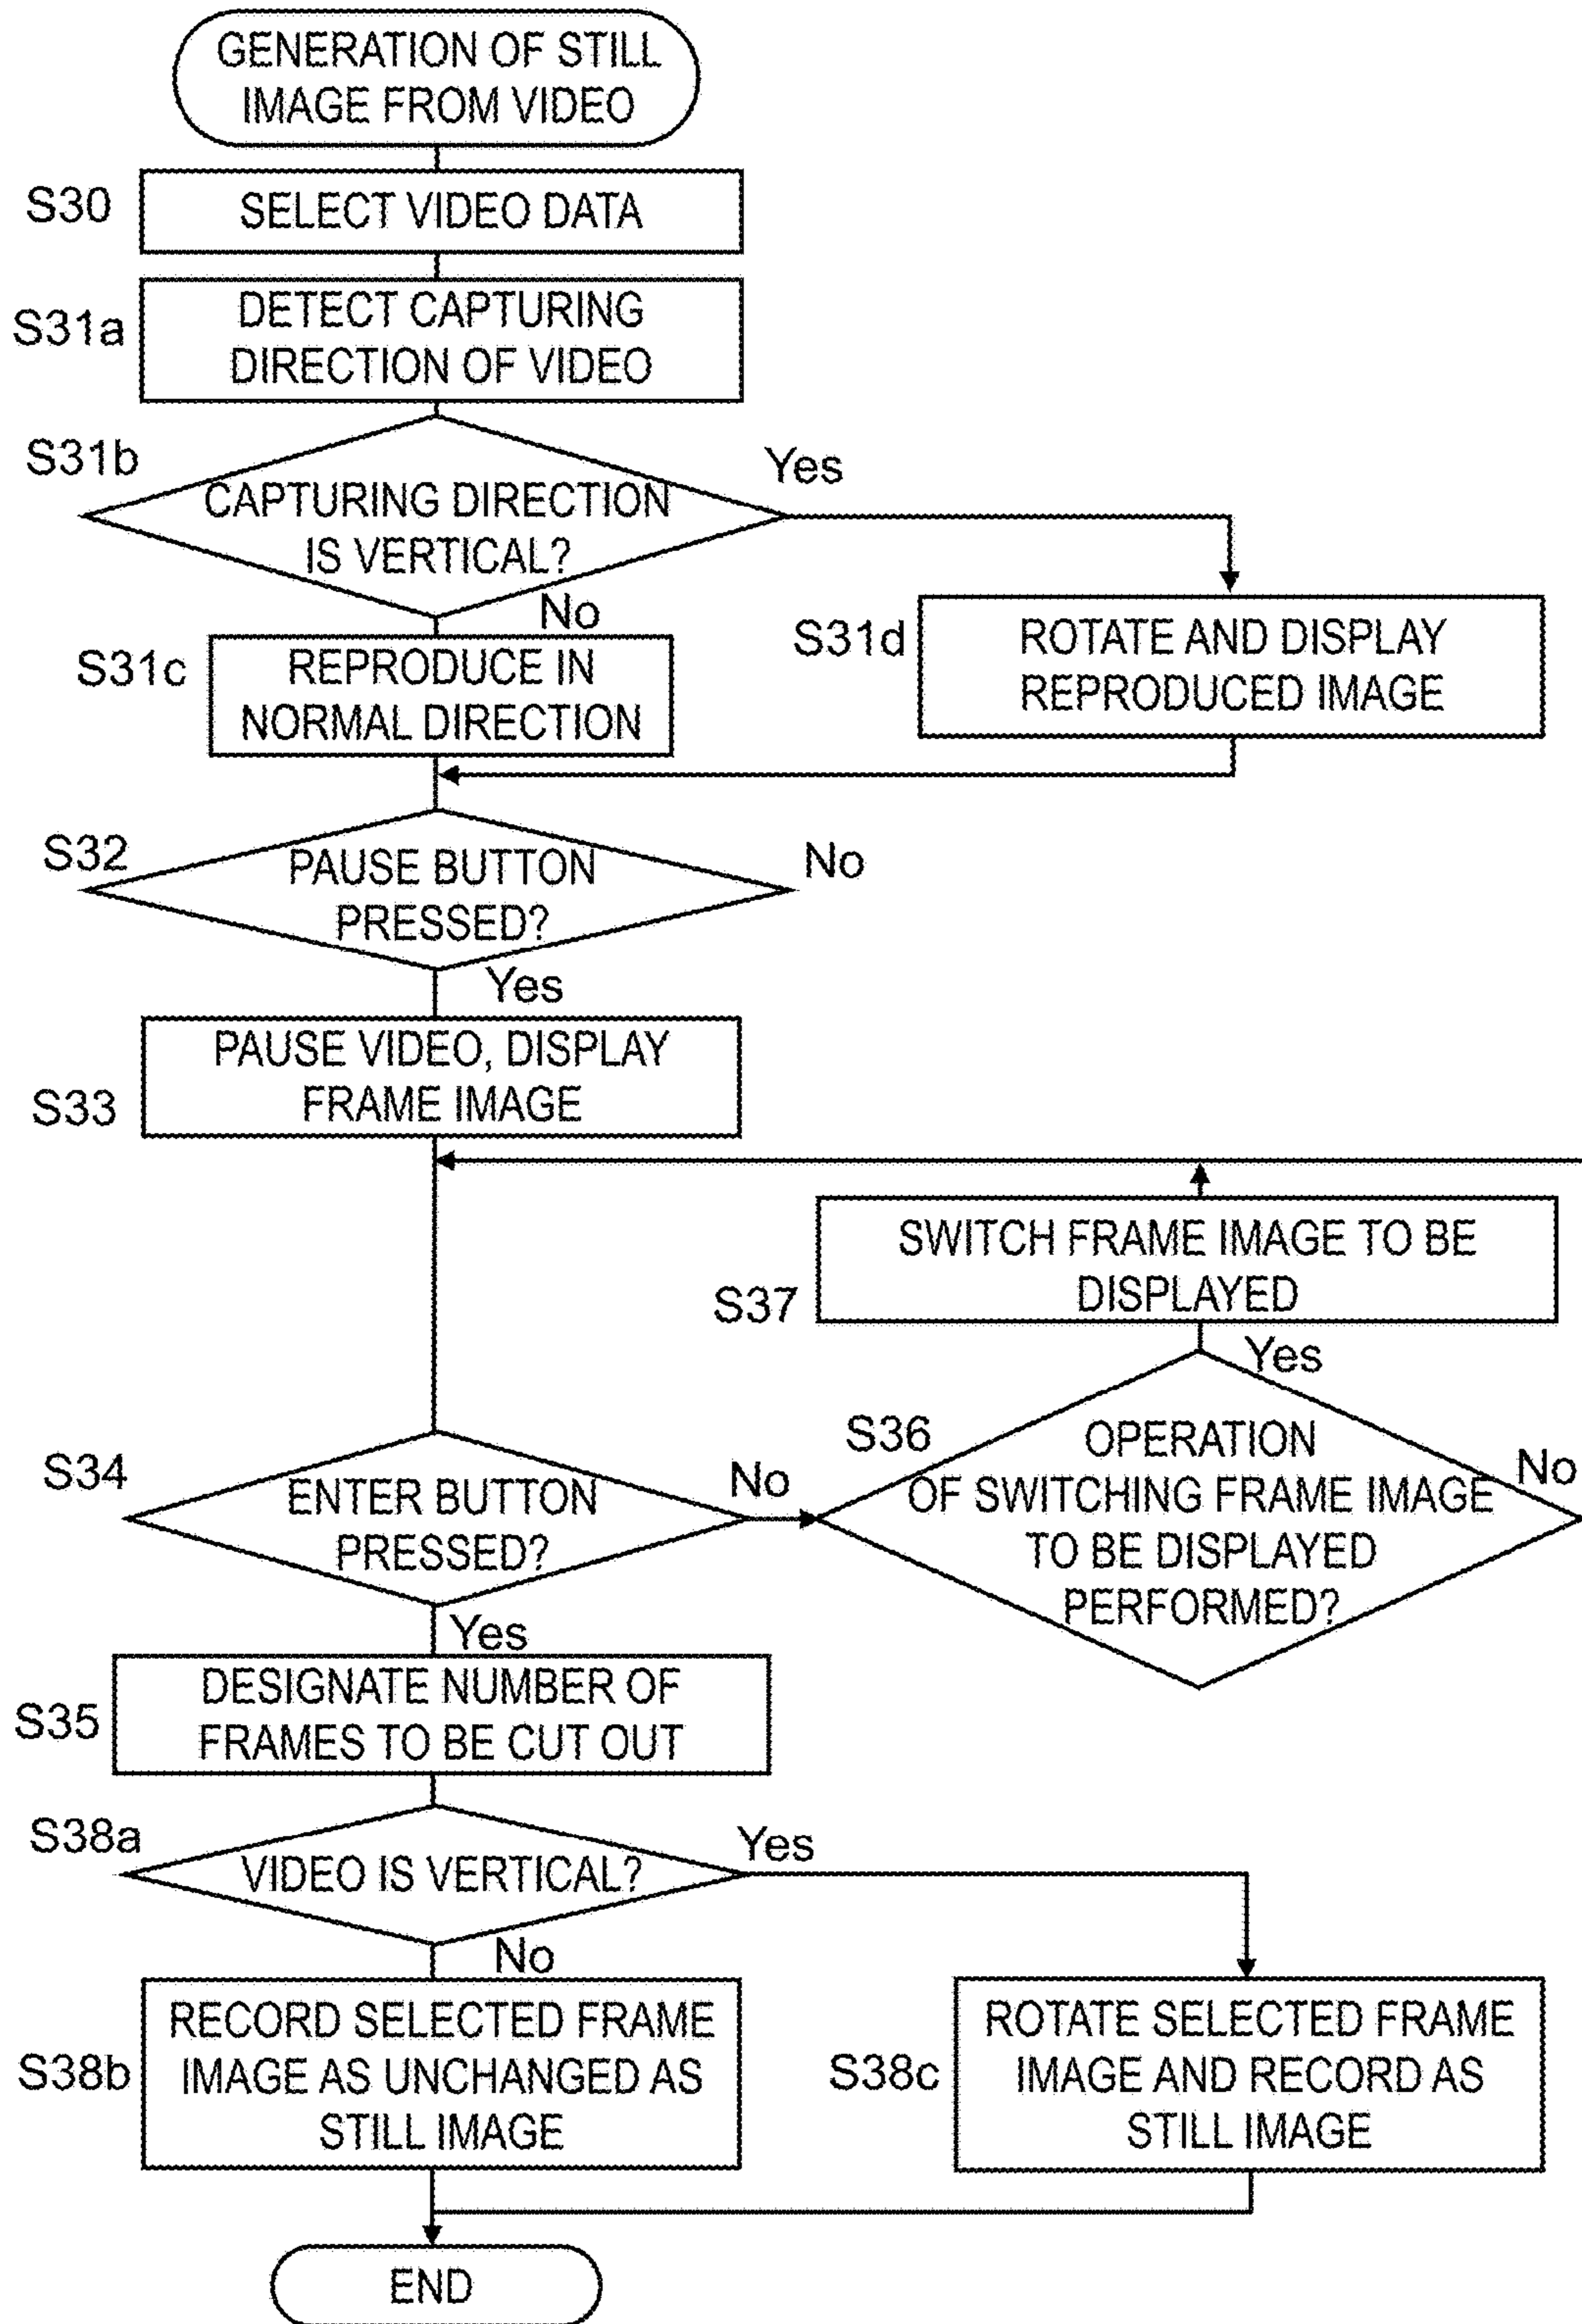 GENERATION OF STILL
IMAGE FROM VIDEO
S30
SELECT VIDEO DATA
S31a
DETECT CAPTURING
DIRECTION OF VIDEO
S31b
CAPTURING DIRECTION
IS VERTICAL?
Yes
No
S31c
REPRODUCE IN
NORMAL DIRECTION
S31d
ROTATE AND DISPLAY
REPRODUCED IMAGE
S32
PAUSE BUTTON
PRESSED?
No
Yes
S33
PAUSE VIDEO, DISPLAY
FRAME IMAGE
S37
SWITCH FRAME IMAGE TO BE
DISPLAYED
Yes
S34
ENTER BUTTON
PRESSED?
No
S36
OPERATION
OF SWITCHING FRAME IMAGE
TO BE DISPLAYED
PERFORMED?
No
Yes
S35
DESIGNATE NUMBER OF
FRAMES TO BE CUT OUT
S38a
VIDEO IS VERTICAL?
Yes
No
S38b
RECORD SELECTED FRAME
IMAGE AS UNCHANGED AS
STILL IMAGE
S38c
ROTATE SELECTED FRAME
IMAGE AND RECORD AS
STILL IMAGE
END